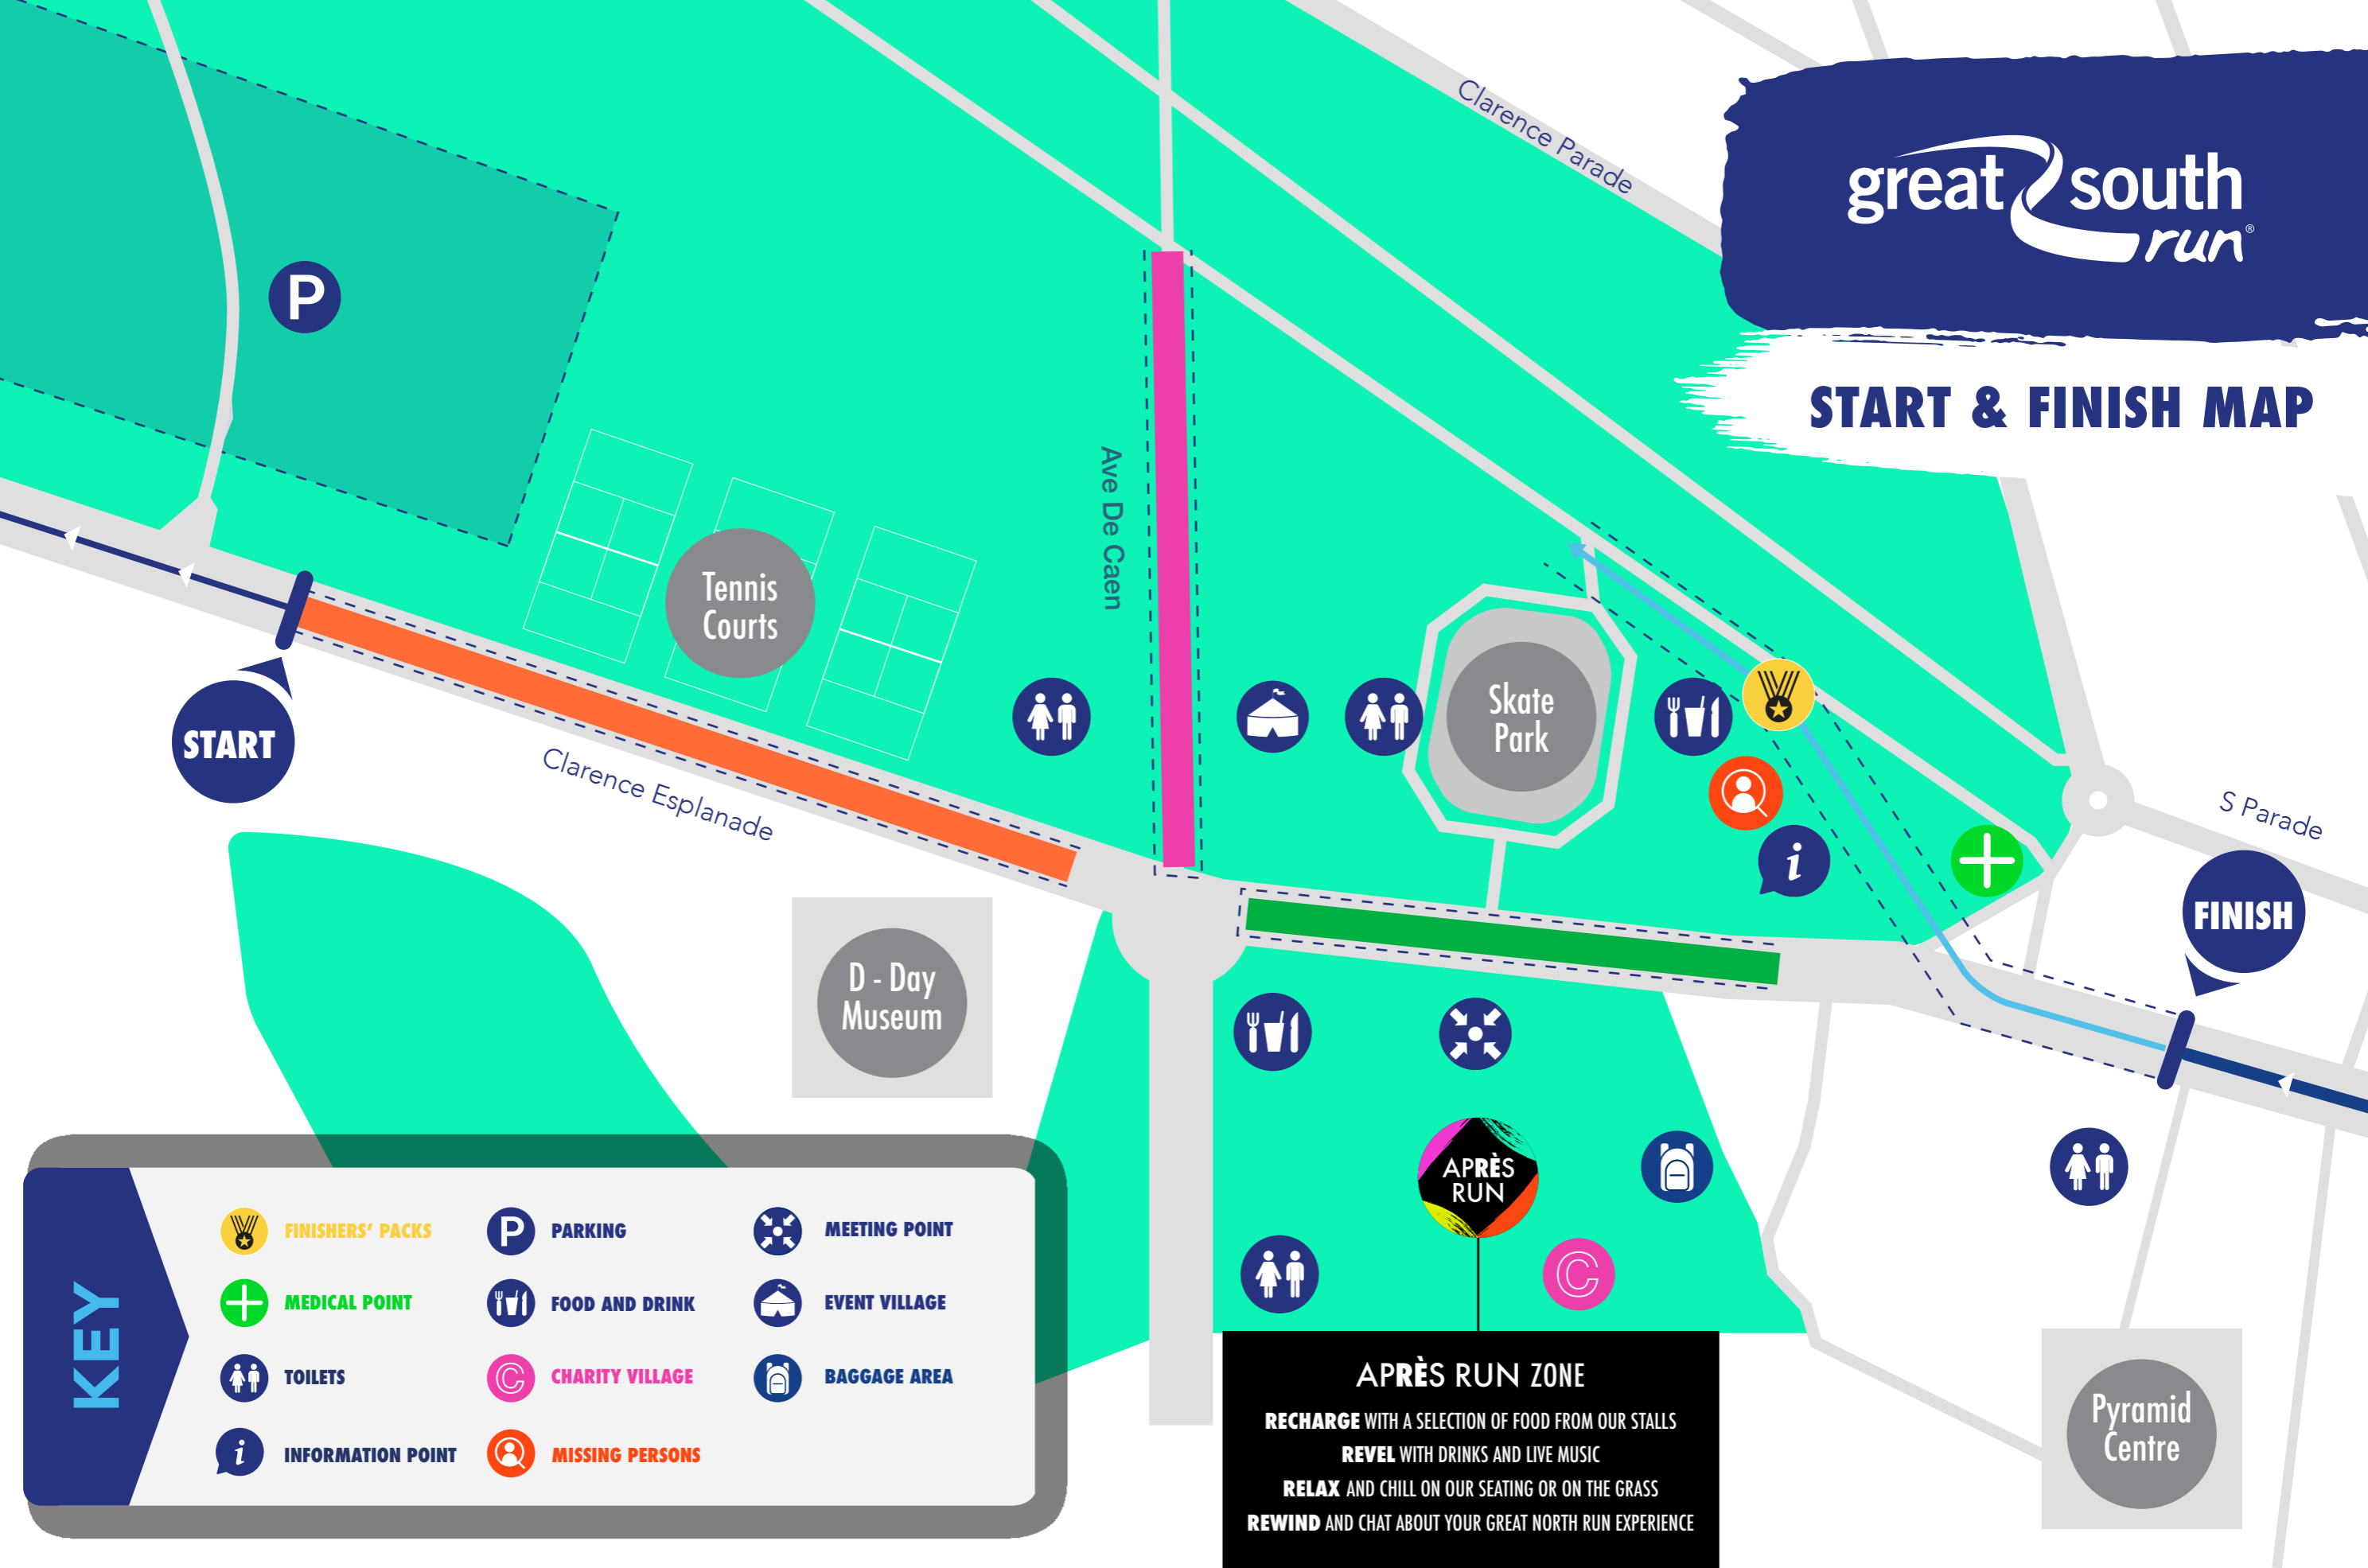 Clarence Parade
great south
run®
START & FINISH MAP
P
Ave De Caen
Tennis
Courts
Skate
Park
START
Clarence Esplanade
S Parade
i
FINISH
D - Day
Museum
APRÈS
RUN
C
KEY
FINISHERS' PACKS
P PARKING
MEETING POINT
MEDICAL POINT
FOOD AND DRINK
EVENT VILLAGE
TOILETS
C CHARITY VILLAGE
BAGGAGE AREA
i INFORMATION POINT
MISSING PERSONS
APRÈS RUN ZONE
RECHARGE WITH A SELECTION OF FOOD FROM OUR STALLS
REVEL WITH DRINKS AND LIVE MUSIC
RELAX AND CHILL ON OUR SEATING OR ON THE GRASS
REWIND AND CHAT ABOUT YOUR GREAT NORTH RUN EXPERIENCE
Pyramid
Centre